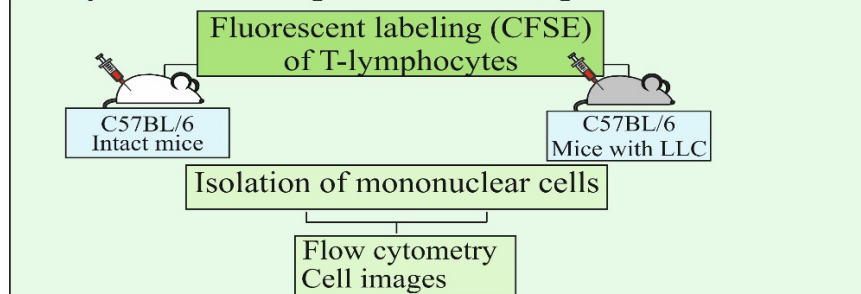 Fluorescent labeling (CFSE)
of T-lymphocytes
C57BL/6
Intact mice
C57BL/6
Mice with LLC
Isolation of mononuclear cells
Flow cytometry
Cell images